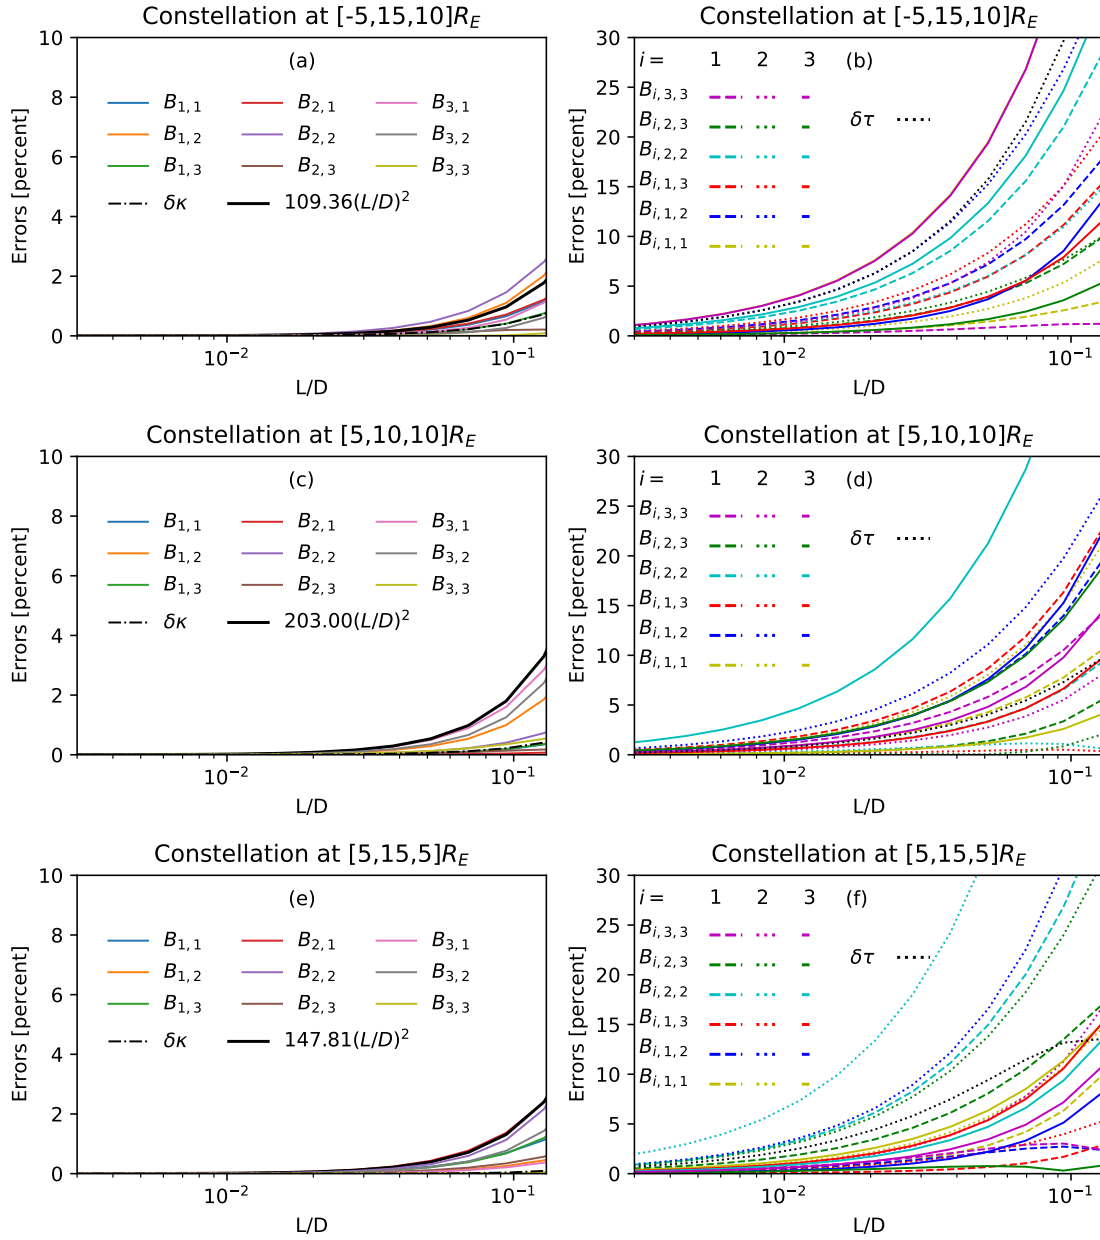 Constellation at [-5,15,10]R_E
Errors [percent]
10
8
6
4
2
0
(a)
B_{1,1} B_{2,1} B_{3,1}
B_{1,2} B_{2,2} B_{3,2}
B_{1,3} B_{2,3} B_{3,3}
δκ 109.36(L/D)^2
10^{-2} 10^{-1}
L/D
Constellation at [-5,15,10]R_E
Errors [percent]
30
25
20
15
10
5
0
i = 1 2 3 (b)
B_{i,3,3}
B_{i,2,3} δτ
B_{i,2,2}
B_{i,1,3}
B_{i,1,2}
B_{i,1,1}
10^{-2} 10^{-1}
L/D
Constellation at [5,10,10]R_E
Errors [percent]
10
8
6
4
2
0
(c)
B_{1,1} B_{2,1} B_{3,1}
B_{1,2} B_{2,2} B_{3,2}
B_{1,3} B_{2,3} B_{3,3}
δκ 203.00(L/D)^2
10^{-2} 10^{-1}
L/D
Constellation at [5,10,10]R_E
Errors [percent]
30
25
20
15
10
5
0
i = 1 2 3 (d)
B_{i,3,3}
B_{i,2,3} δτ
B_{i,2,2}
B_{i,1,3}
B_{i,1,2}
B_{i,1,1}
10^{-2} 10^{-1}
L/D
Constellation at [5,15,5]R_E
Errors [percent]
10
8
6
4
2
0
(e)
B_{1,1} B_{2,1} B_{3,1}
B_{1,2} B_{2,2} B_{3,2}
B_{1,3} B_{2,3} B_{3,3}
δκ 147.81(L/D)^2
10^{-2} 10^{-1}
L/D
Constellation at [5,15,5]R_E
Errors [percent]
30
25
20
15
10
5
0
i = 1 2 3 (f)
B_{i,3,3}
B_{i,2,3} δτ
B_{i,2,2}
B_{i,1,3}
B_{i,1,2}
B_{i,1,1}
10^{-2} 10^{-1}
L/D